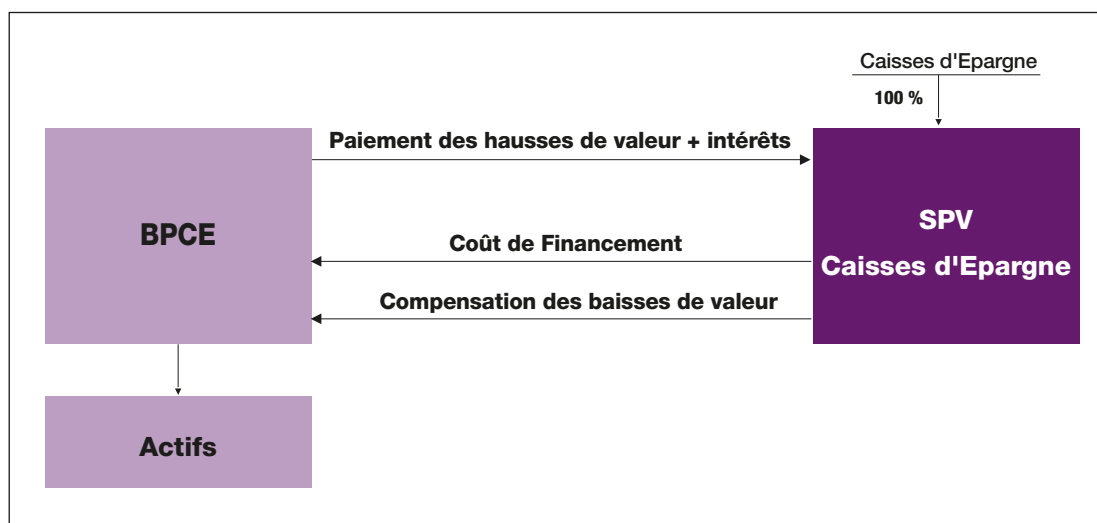 Caisses d'Epargne
100 %
Paiement des hausses de valeur + intérêts
BPCE
SPV
Caisses d'Epargne
Coût de Financement
Compensation des baisses de valeur
Actifs